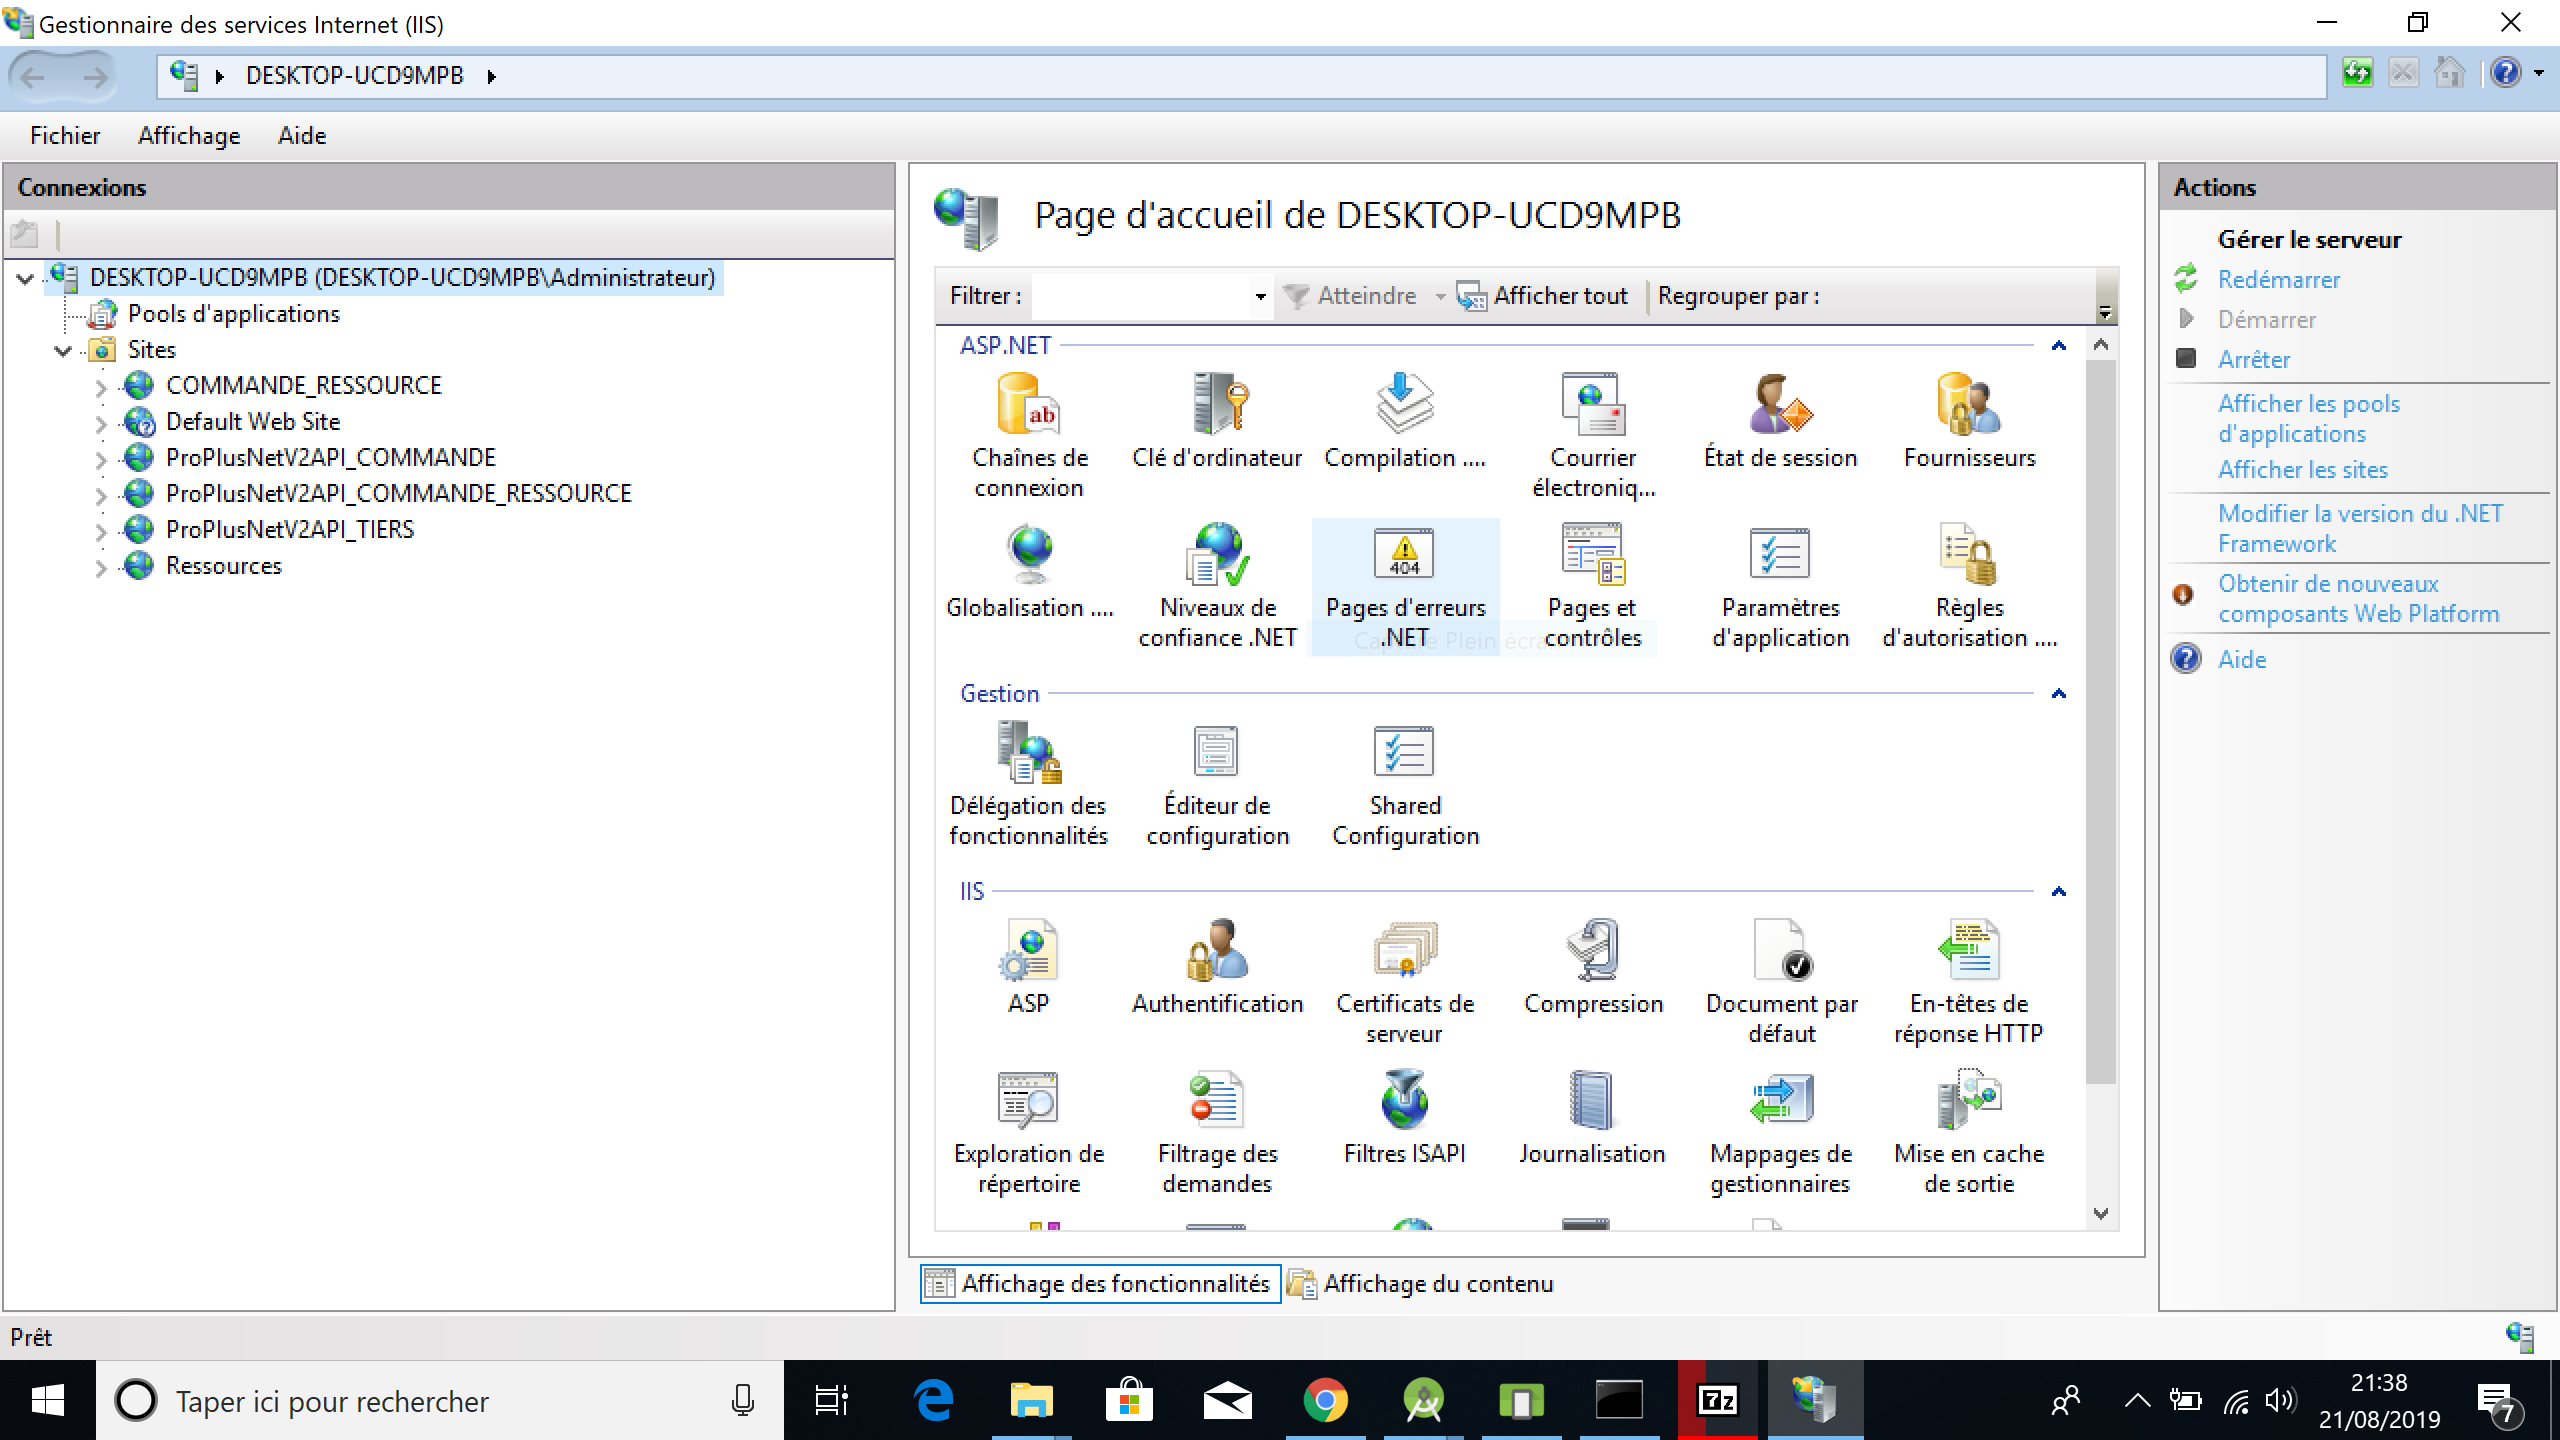 Gestionnaire des services Internet (IIS)
DESKTOP-UCD9MPB
Fichier Affichage Aide
Connexions
DESKTOP-UCD9MPB (DESKTOP-UCD9MPB\Administrateur)
Pools d'applications
Sites
COMMANDE_RESSOURCE
Default Web Site
ProPlusNetV2API_COMMANDE
ProPlusNetV2API_COMMANDE_RESSOURCE
ProPlusNetV2API_TIERS
Ressources
Page d'accueil de DESKTOP-UCD9MPB
Filtrer : Atteindre Afficher tout Regrouper par :
ASP.NET
ab
Chaînes de connexion
Clé d'ordinateur
Compilation ....
Courrier électroniq...
État de session
Fournisseurs
Globalisation ....
Niveaux de confiance .NET
404
Pages d'erreurs .NET
Pages et contrôles
Paramètres d'application
Règles d'autorisation ....
Gestion
Délégation des fonctionnalités
Éditeur de configuration
Shared Configuration
IIS
ASP
Authentification
Certificats de serveur
Compression
Document par défaut
En-têtes de réponse HTTP
Exploration de répertoire
Filtrage des demandes
Filtres ISAPI
Journalisation
Mappages de gestionnaires
Mise en cache de sortie
Affichage des fonctionnalités Affichage du contenu
Actions
Gérer le serveur
Redémarrer
Démarrer
Arrêter
Afficher les pools
d'applications
Afficher les sites
Modifier la version du .NET
Framework
Obtenir de nouveaux
composants Web Platform
Aide
Prêt
Taper ici pour rechercher
7z
21:38
21/08/2019
7